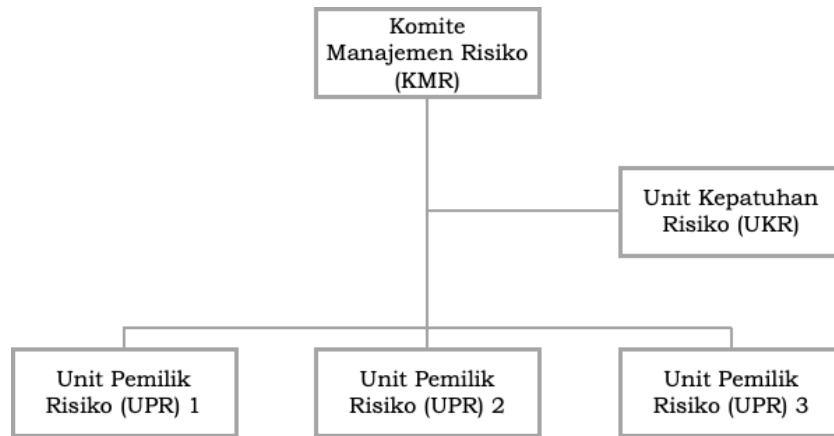 Komite
Manajemen Risiko
(KMR)
Unit Kepatuhan
Risiko (UKR)
Unit Pemilik
Risiko (UPR) 1
Unit Pemilik
Risiko (UPR) 2
Unit Pemilik
Risiko (UPR) 3